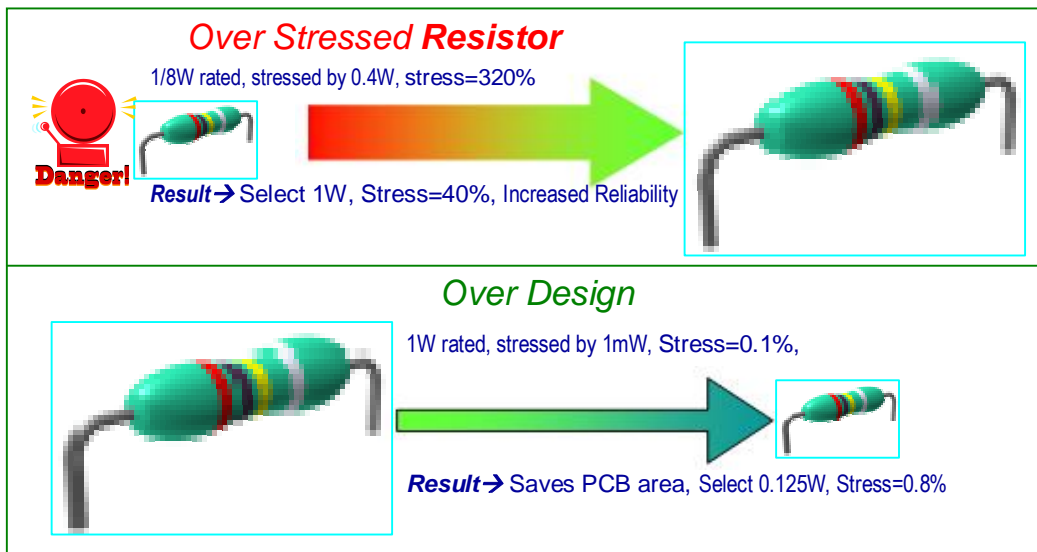 Over Stressed Resistor
1/8W rated, stressed by 0.4W, stress=320%
Danger!
Result→ Select 1W, Stress=40%, Increased Reliability
Over Design
1W rated, stressed by 1mW, Stress=0.1%,
Result→ Saves PCB area, Select 0.125W, Stress=0.8%